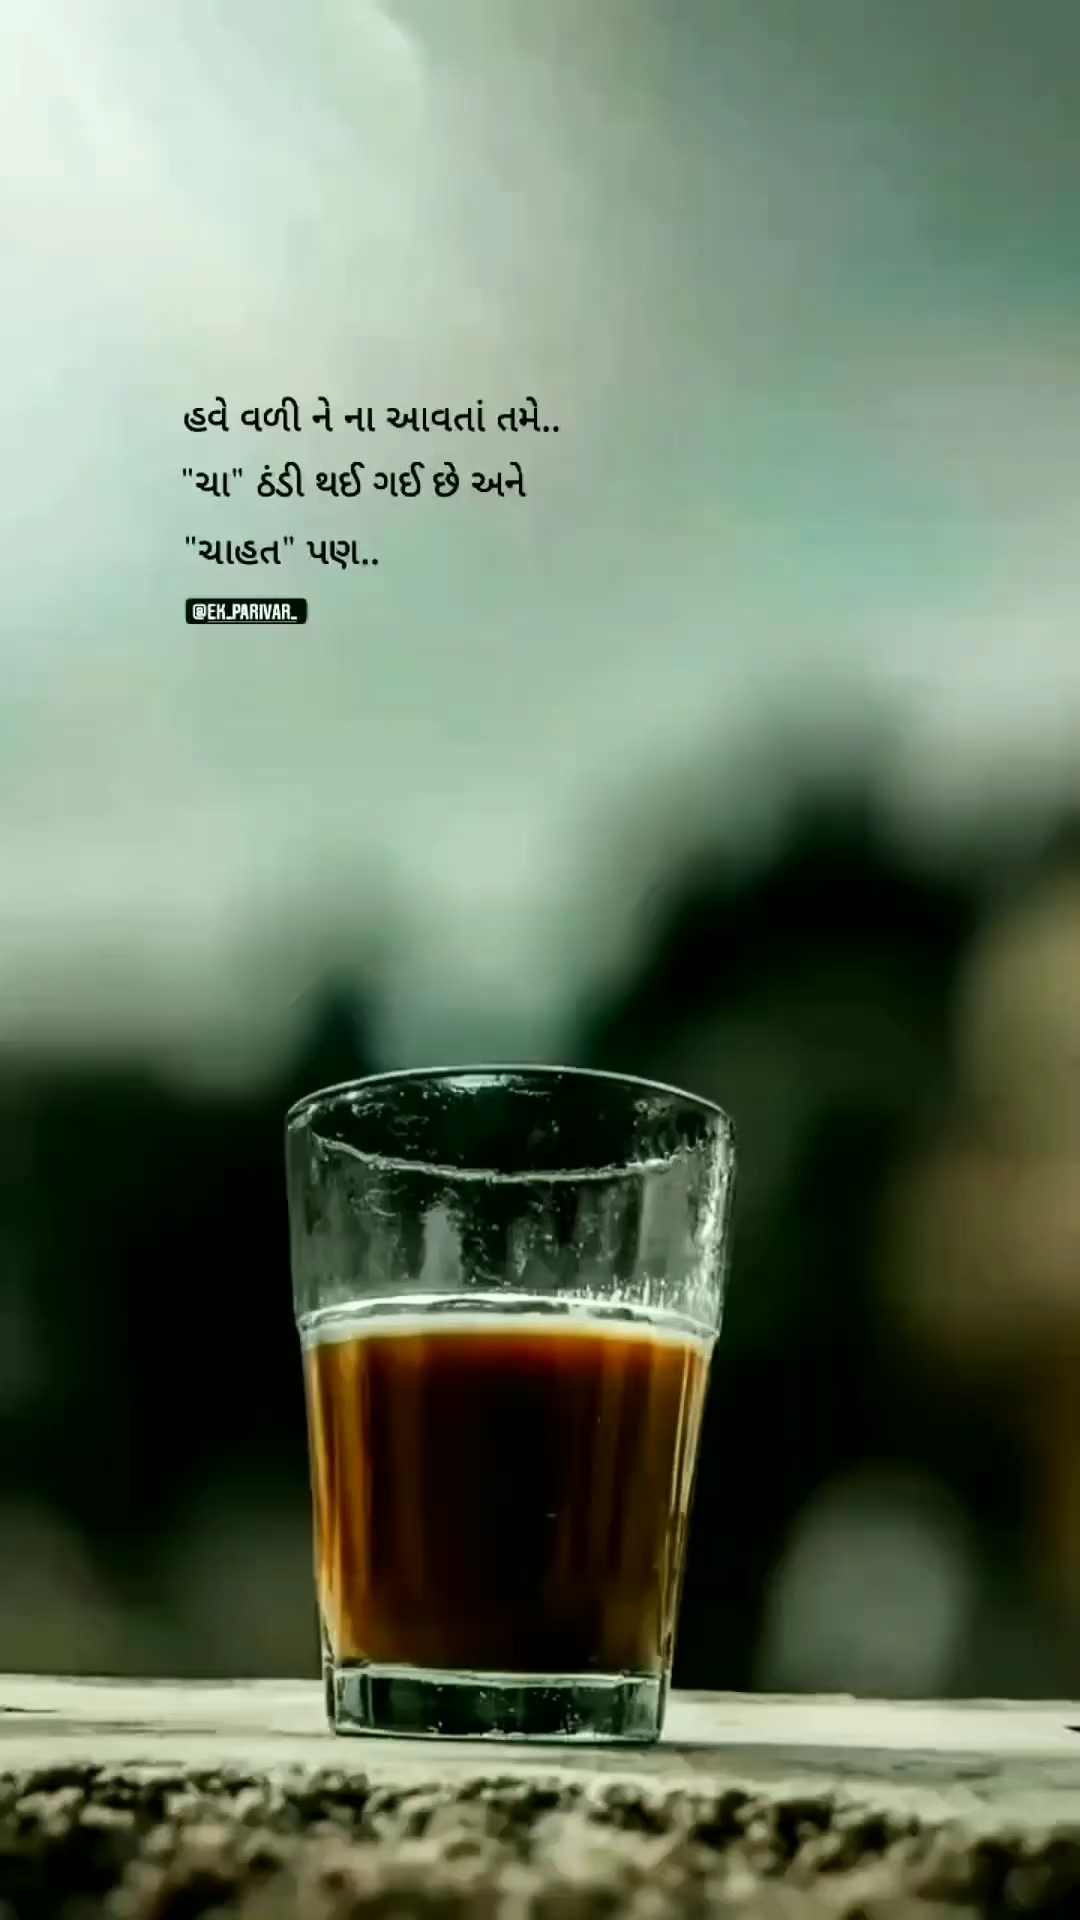 હવે વળી ને ના આવતાં તમે..
"ચા" ઠંડી થઈ ગઈ છે અને
"ચાહત" પણ..
@EK_PARIVAR_